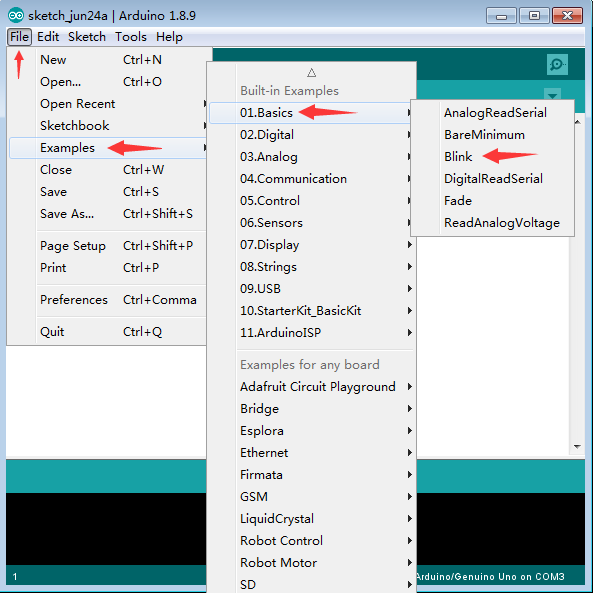 sketch_jun24a | Arduino 1.8.9
File Edit Sketch Tools Help
New Ctrl+N
Open... Ctrl+O
Open Recent
Sketchbook
Examples
Close Ctrl+W
Save Ctrl+S
Save As... Ctrl+Shift+S
Page Setup Ctrl+Shift+P
Print Ctrl+P
Preferences Ctrl+Comma
Quit Ctrl+Q
Built-in Examples
01.Basics
02.Digital
03.Analog
04.Communication
05.Control
06.Sensors
07.Display
08.Strings
09.USB
10.StarterKit_BasicKit
11.ArduinoISP
Examples for any board
Adafruit Circuit Playground
Bridge
Esplora
Ethernet
Firmata
GSM
LiquidCrystal
Robot Control
Robot Motor
SD
AnalogReadSerial
BareMinimum
Blink
DigitalReadSerial
Fade
ReadAnalogVoltage
1
Arduino/Genuino Uno on COM3